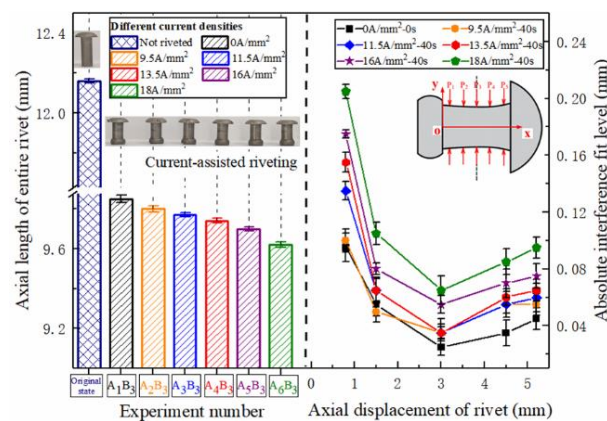 12.4
12.0
9.6
9.2
Axial length of entire rivet (mm)
Different current densities
Not riveted
0A/mm²
9.5A/mm²
11.5A/mm²
13.5A/mm²
16A/mm²
18A/mm²
Current-assisted riveting
Original
state
A₁B₃
A₂B₃
A₃B₃
A₄B₃
A₅B₃
A₆B₃
Experiment number
0A/mm²-0s
9.5A/mm²-40s
11.5A/mm²-40s
13.5A/mm²-40s
16A/mm²-40s
18A/mm²-40s
y
P₁
P₂
o
x
0.24
0.20
0.16
0.12
0.08
0.04
Absolute interference fit level (mm)
0 1 2 3 4 5
Axial displacement of rivet (mm)